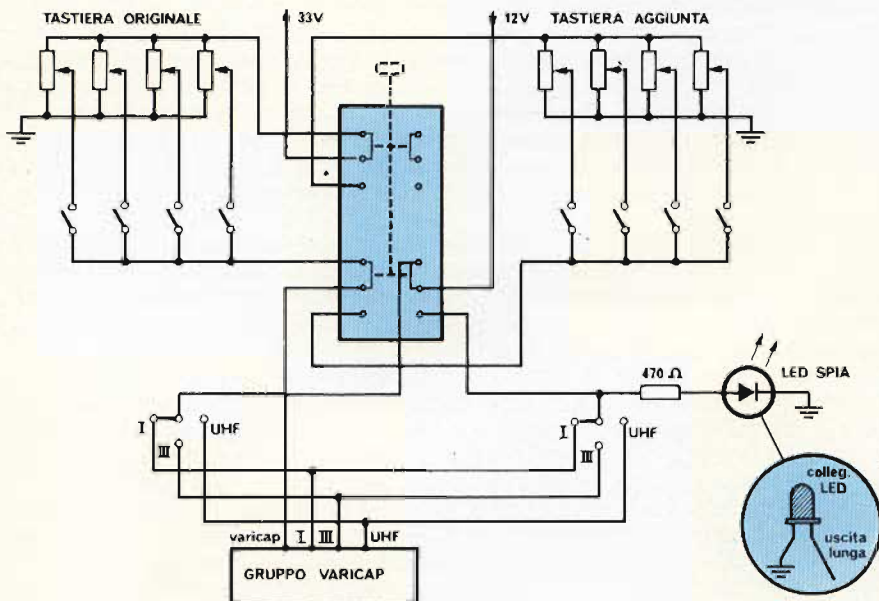 TASTIERA ORIGINALE
33V
12V
TASTIERA AGGIUNTA
470 Ω
LED SPIA
I
UHF
III
I
UHF
III
colleg.
LED
uscita
lunga
varicap
I
III
UHF
GRUPPO VARICAP